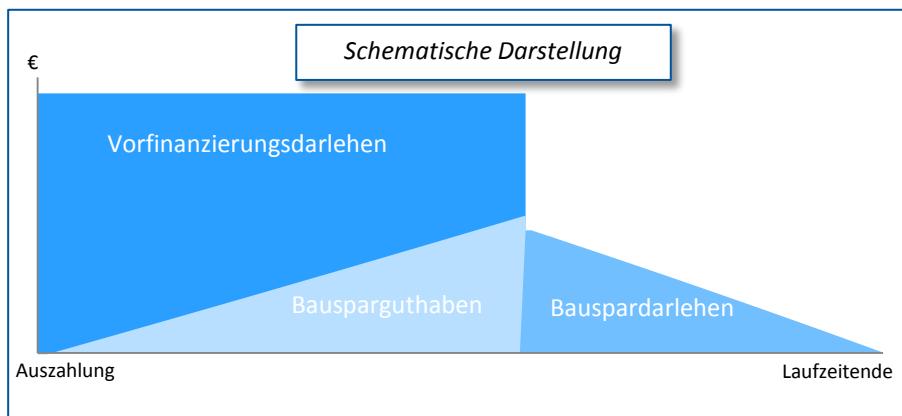 Schematische Darstellung
€
Vorfinanzierungsdarlehen
Bausparguthaben
Bauspardarlehen
Auszahlung
Laufzeitende